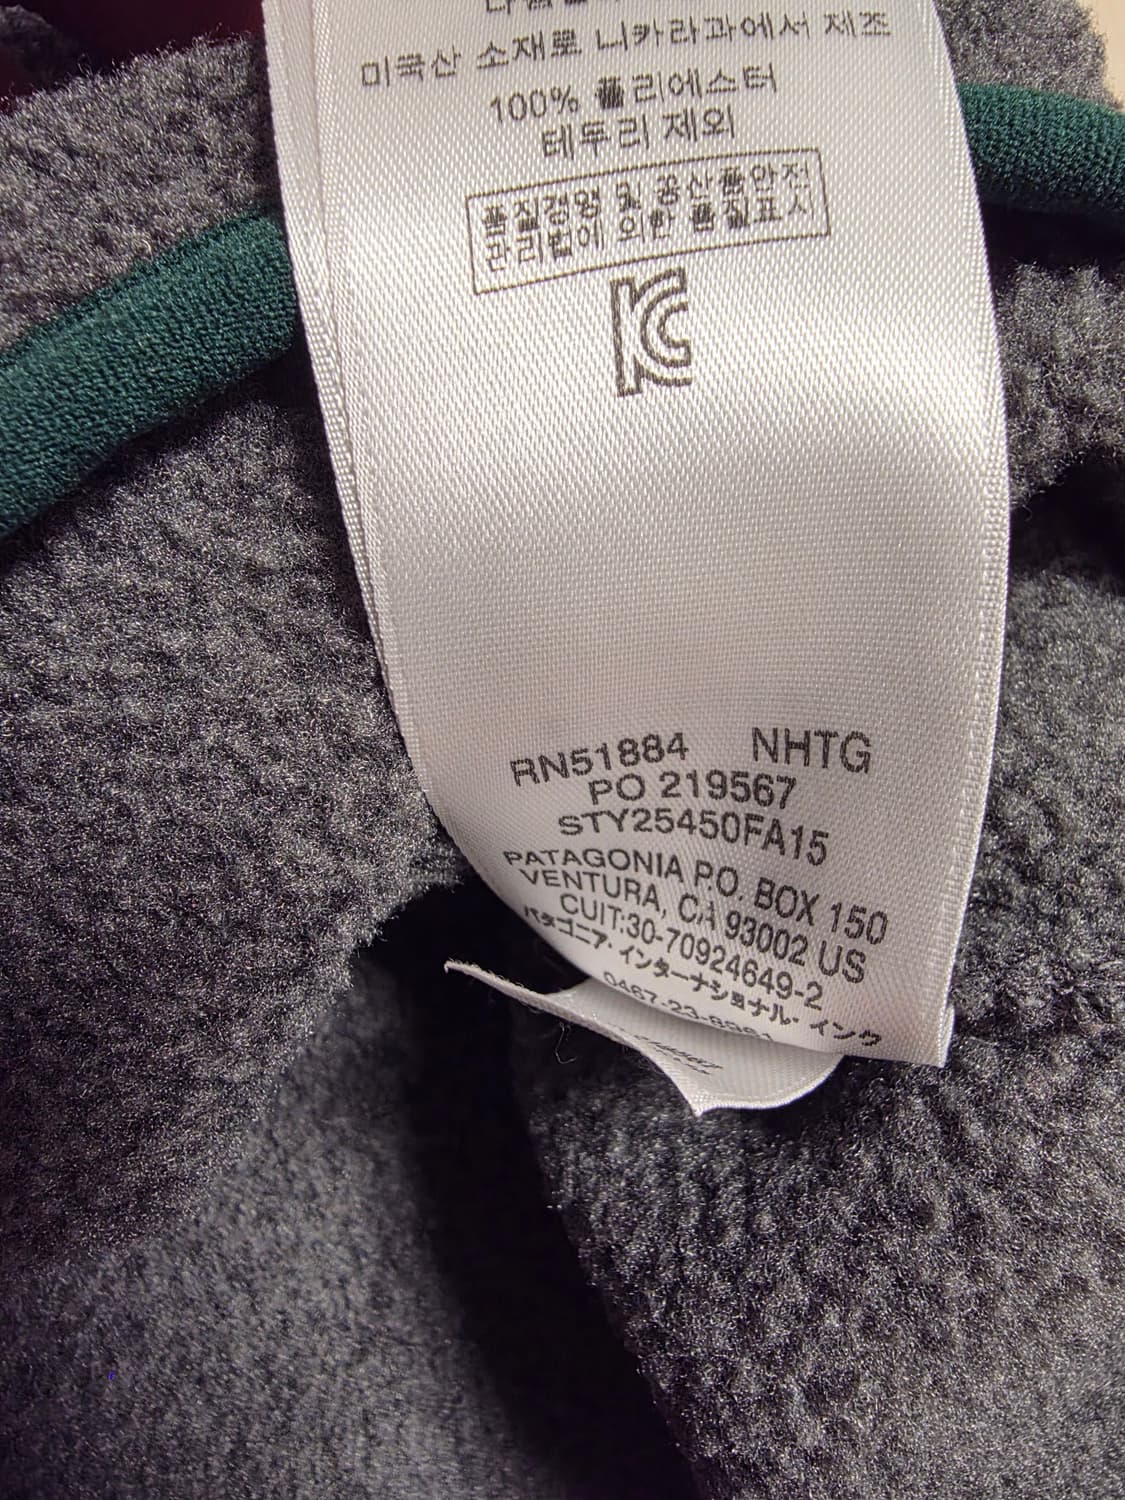 미국산 소재로 니카라과에서 제조
100% 폴리에스터
테두리 제외
품질경영 및 공산품안전
관리법에 의한 품질표시
KC
RN51884 NHTG
PO 219567
STY25450FA15
PATAGONIA P.O. BOX 150
VENTURA, CA 93002 US
CUIT:30-70924649-2
パタゴニア・インターナショナル・インク